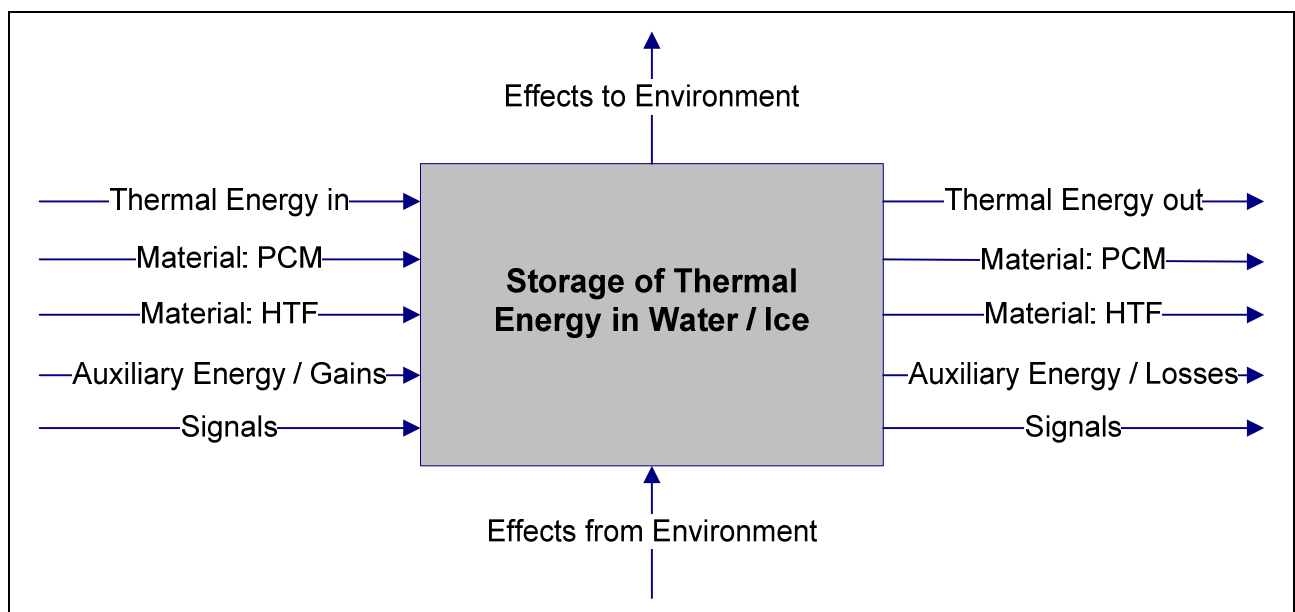 Effects to Environment
Thermal Energy in
Material: PCM
Material: HTF
Auxiliary Energy / Gains
Signals
Storage of Thermal
Energy in Water / Ice
Thermal Energy out
Material: PCM
Material: HTF
Auxiliary Energy / Losses
Signals
Effects from Environment